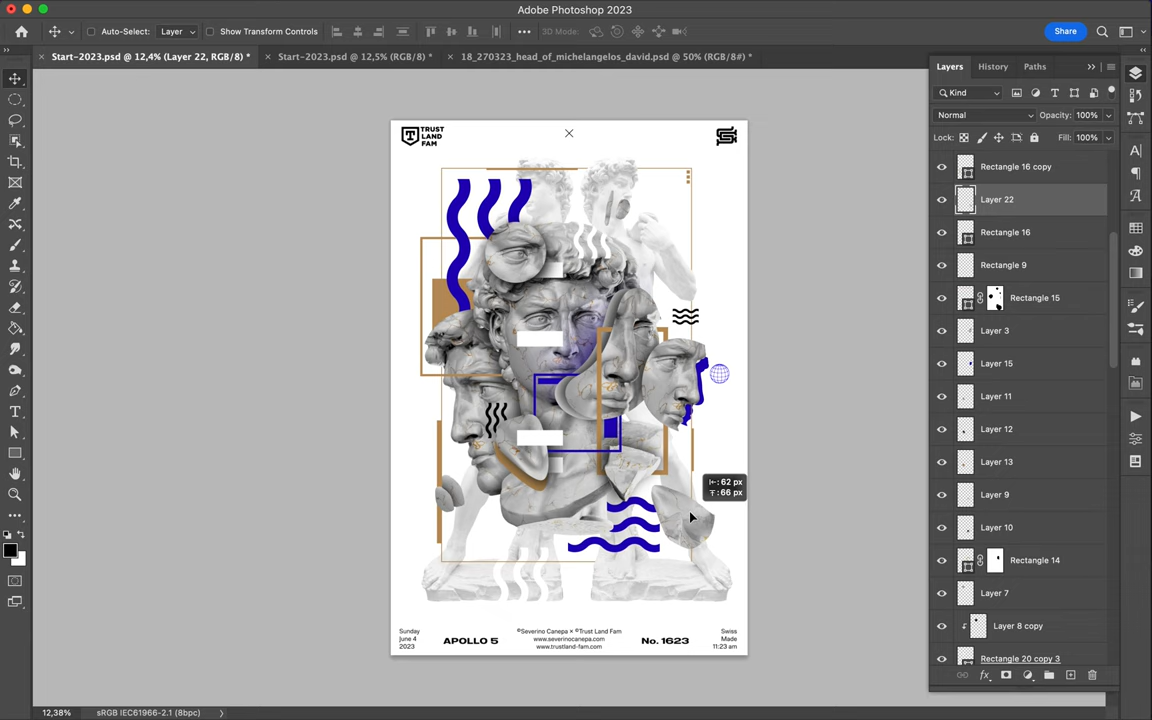 Adobe Photoshop 2023
Auto-Select: Layer Show Transform Controls ••• 3D Mode: Share
Start-2023.psd @ 12,4% (Layer 22, RGB/8) *
Start-2023.psd @ 12,5% (RGB/8) *
18_270323_head_of_michelangelos_david.psd @ 50% (RGB/8#) *
Layers History Paths
Kind
Normal Opacity: 100%
Lock: Fill: 100%
Rectangle 16 copy
Layer 22
Rectangle 16
Rectangle 9
Rectangle 15
Layer 3
Layer 15
Layer 11
Layer 12
Layer 13
Layer 9
Layer 10
Rectangle 14
Layer 7
Layer 8 copy
Rectangle 20 copy 3
TRUST
LAND
FAM
: 62 px
: 66 px
Sunday
June 4
2023
APOLLO 5
©Severino Canepa × ©Trust Land Fam
www.severinocanepa.com
www.trustland-fam.com
No. 1623
Swiss
Made
11:23 am
12,38% sRGB IEC61966-2.1 (8bpc)